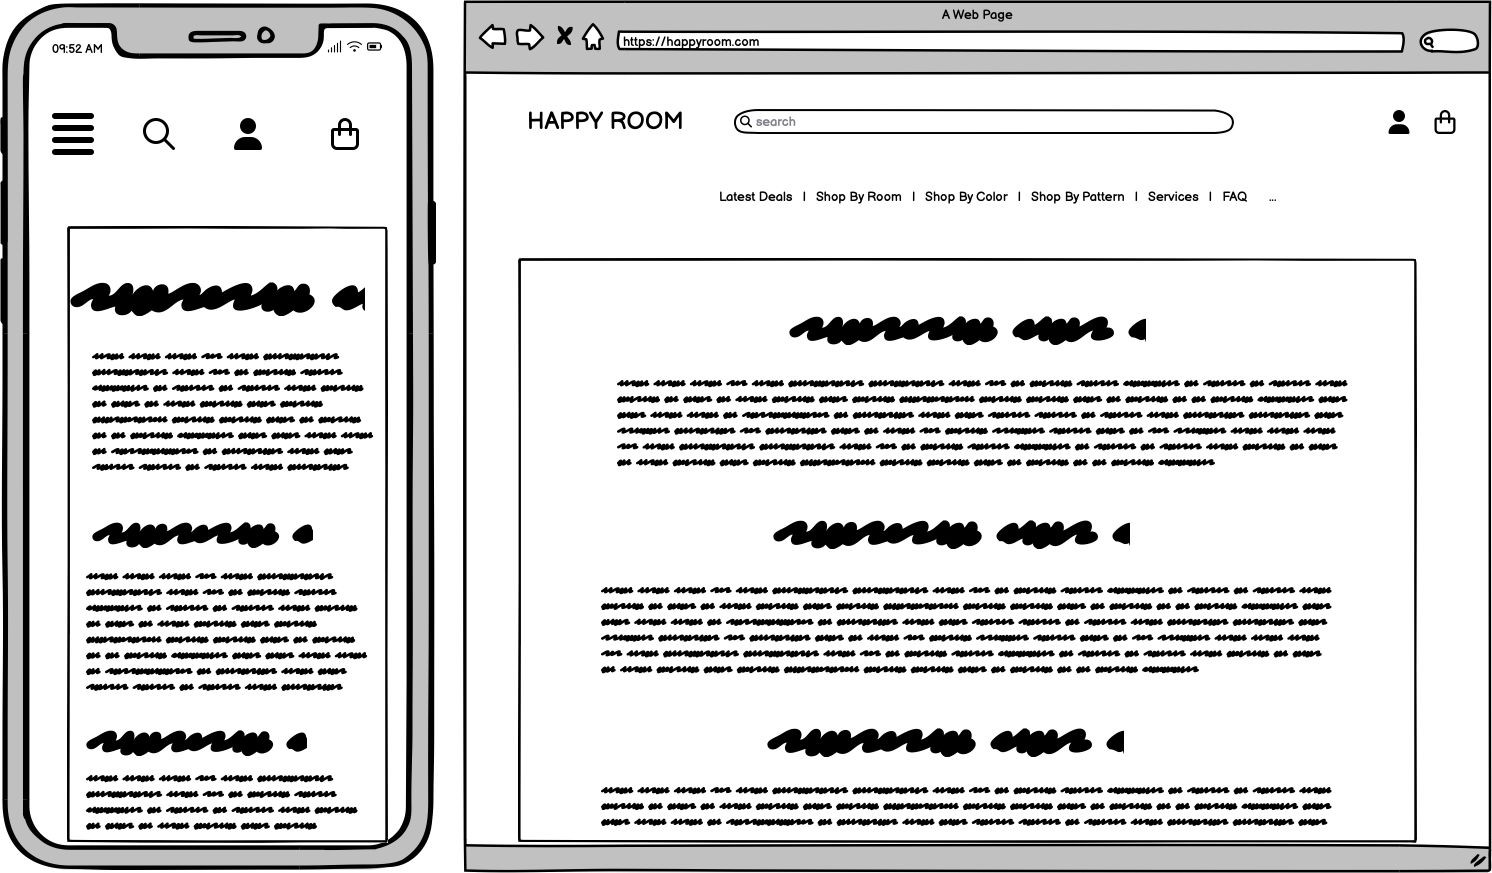 09:52 AM
A Web Page
https://happyroom.com
HAPPY ROOM
search
Latest Deals | Shop By Room | Shop By Color | Shop By Pattern | Services | FAQ ...